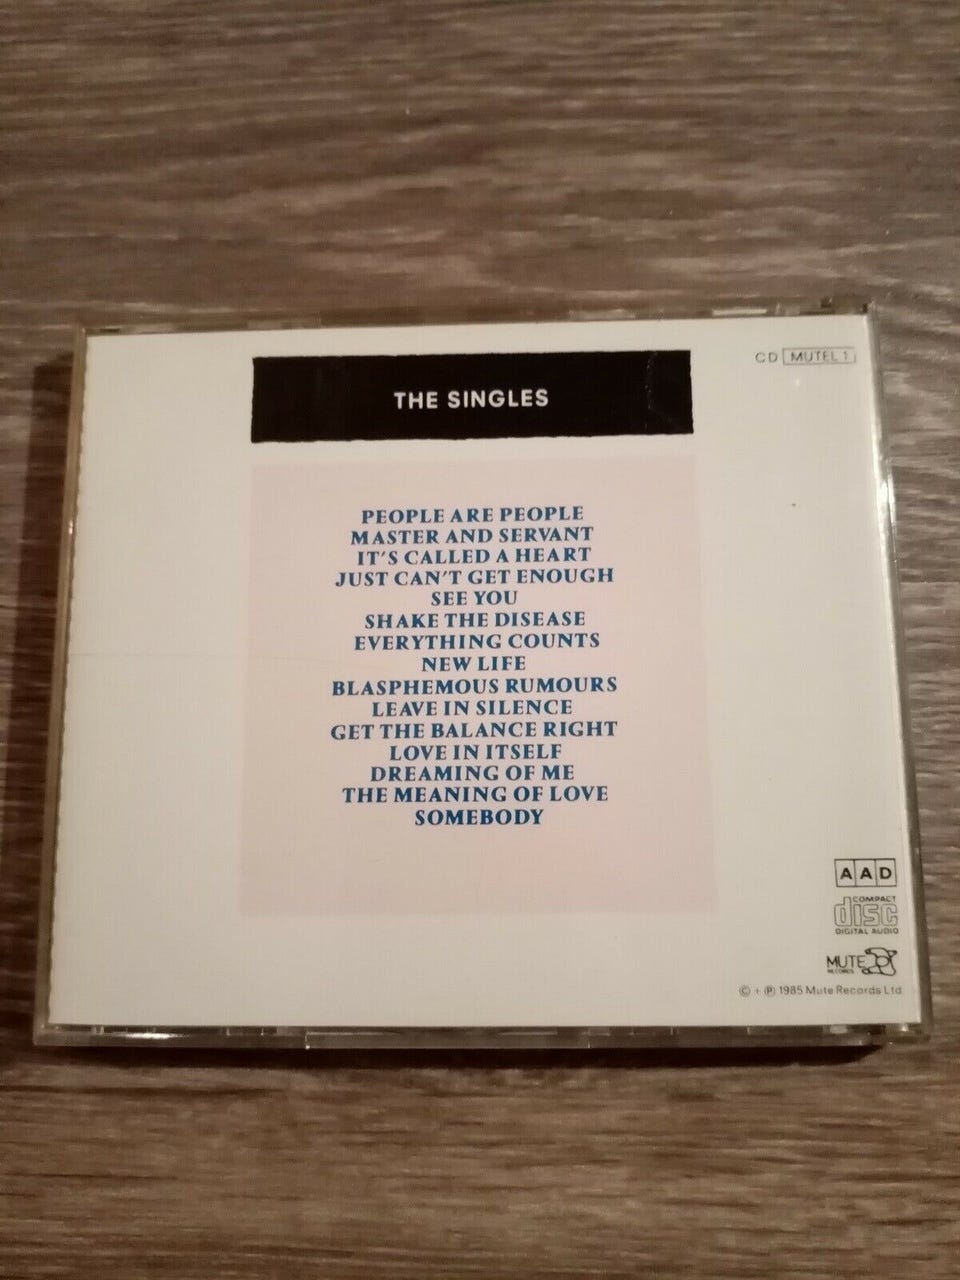 CD MUTEL 1
THE SINGLES
PEOPLE ARE PEOPLE
MASTER AND SERVANT
IT'S CALLED A HEART
JUST CAN'T GET ENOUGH
SEE YOU
SHAKE THE DISEASE
EVERYTHING COUNTS
NEW LIFE
BLASPHEMOUS RUMOURS
LEAVE IN SILENCE
GET THE BALANCE RIGHT
LOVE IN ITSELF
DREAMING OF ME
THE MEANING OF LOVE
SOMEBODY
AAD
COMPACT
disc
DIGITAL AUDIO
MUTE
RECORDS
© + ℗ 1985 Mute Records Ltd